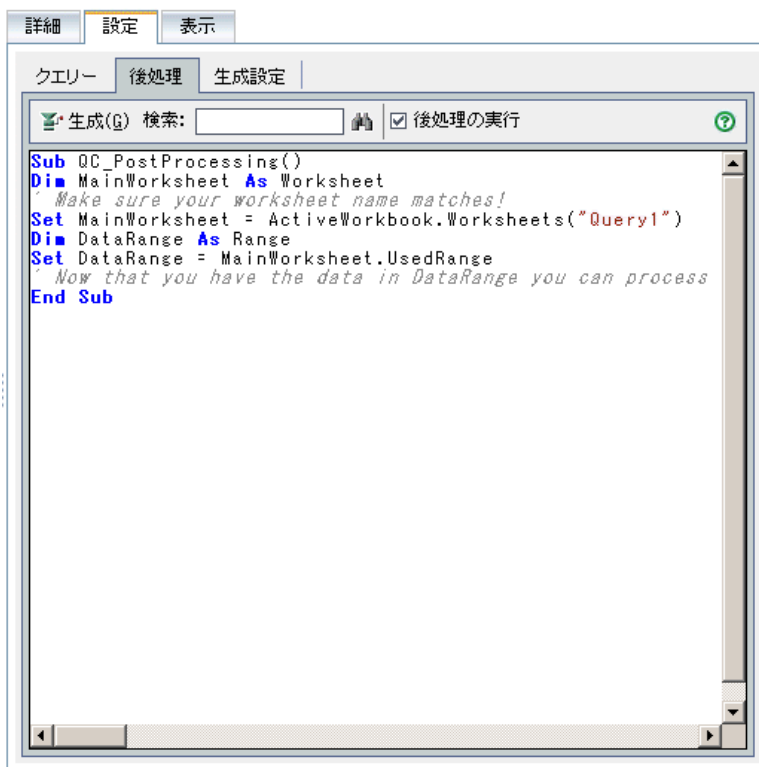 詳細 設定 表示
クエリー 後処理 生成設定
生成(G) 検索: 後処理の実行
Sub QC_PostProcessing()
Dim MainWorksheet As Worksheet
' Make sure your worksheet name matches!
Set MainWorksheet = ActiveWorkbook.Worksheets("Query1")
Dim DataRange As Range
Set DataRange = MainWorksheet.UsedRange
' Now that you have the data in DataRange you can process
End Sub